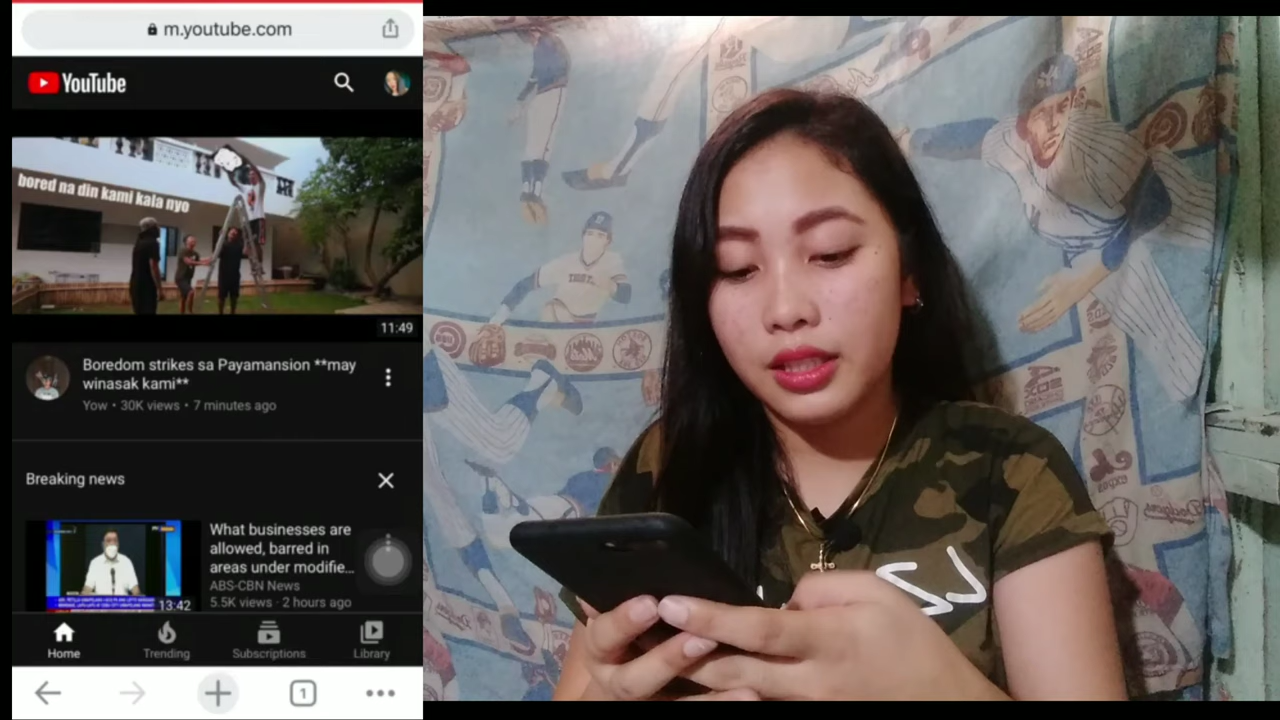 m.youtube.com
YouTube
bored na din kami kala nyo
11:49
Boredom strikes sa Payamansion **may
winasak kami**
Yow • 30K views • 7 minutes ago
Breaking news
What businesses are
allowed, barred in
areas under modifie...
ABS-CBN News
5.5K views · 2 hours ago
13:42
Home
Trending
Subscriptions
Library
1